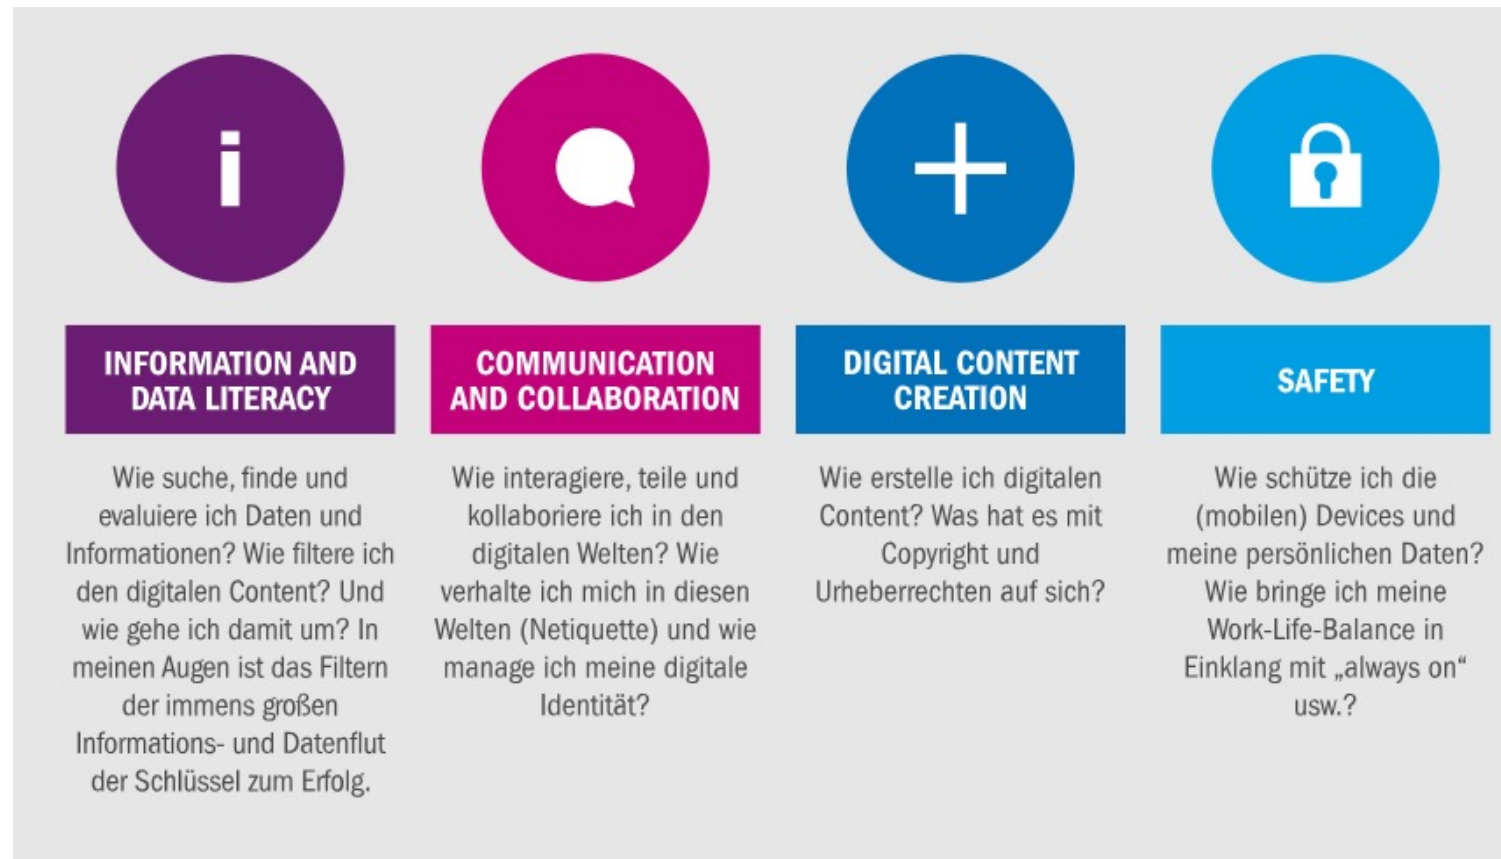 i
INFORMATION AND
DATA LITERACY
Wie suche, finde und
evaluiere ich Daten und
Informationen? Wie filtere ich
den digitalen Content? Und
wie gehe ich damit um? In
meinen Augen ist das Filtern
der immens großen
Informations- und Datenflut
der Schlüssel zum Erfolg.
COMMUNICATION
AND COLLABORATION
Wie interagiere, teile und
kollaboriere ich in den
digitalen Welten? Wie
verhalte ich mich in diesen
Welten (Netiquette) und wie
manage ich meine digitale
Identität?
DIGITAL CONTENT
CREATION
Wie erstelle ich digitalen
Content? Was hat es mit
Copyright und
Urheberrechten auf sich?
SAFETY
Wie schütze ich die
(mobilen) Devices und
meine persönlichen Daten?
Wie bringe ich meine
Work-Life-Balance in
Einklang mit „always on“
usw.?